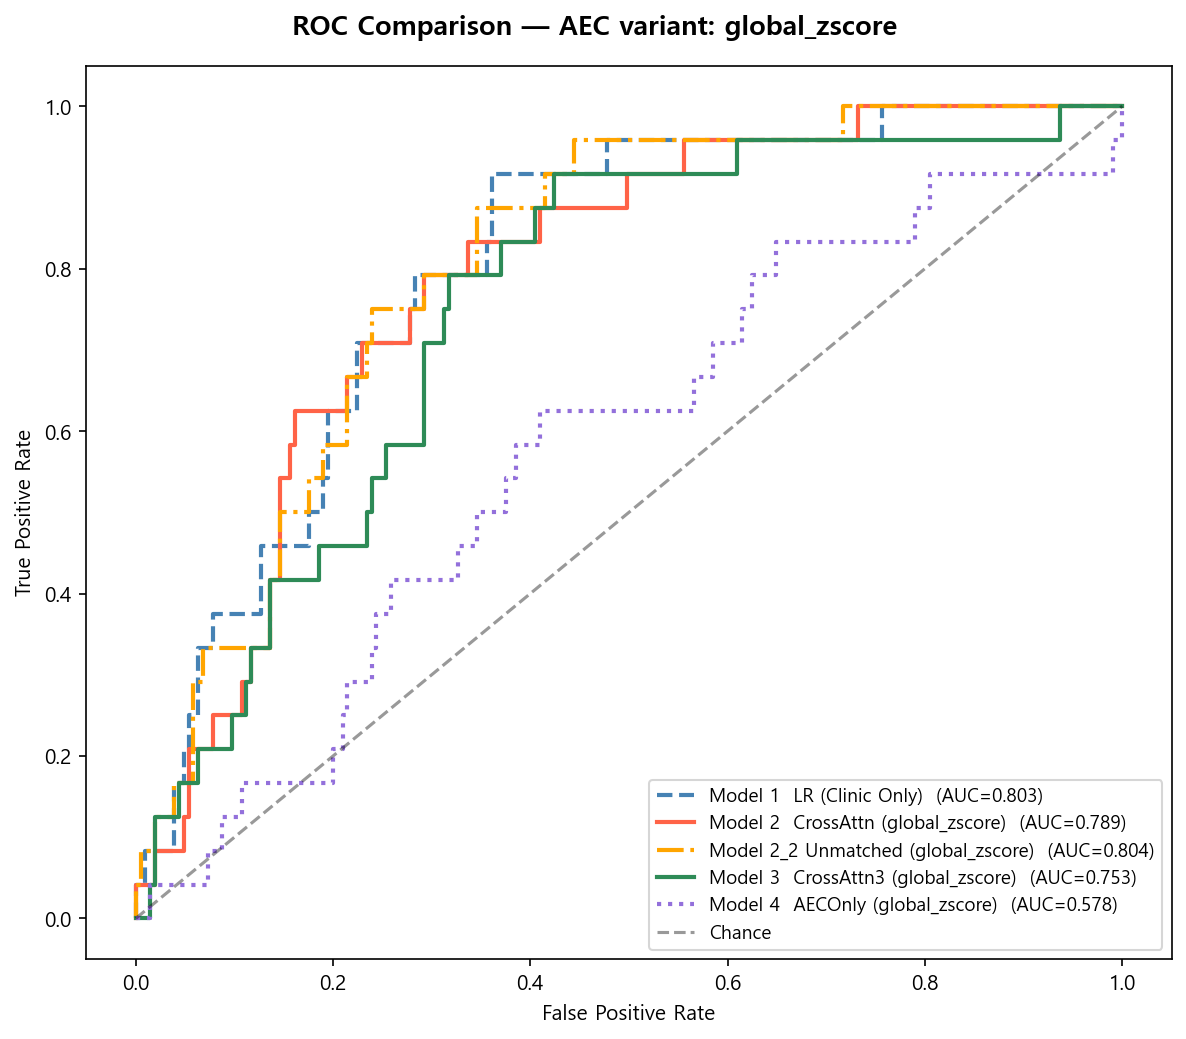 ROC Comparison — AEC variant: global_zscore
1.0
0.8
0.6
0.4
0.2
0.0
True Positive Rate
0.0 0.2 0.4 0.6 0.8 1.0
False Positive Rate
Model 1 LR (Clinic Only) (AUC=0.803)
Model 2 CrossAttn (global_zscore) (AUC=0.789)
Model 2_2 Unmatched (global_zscore) (AUC=0.804)
Model 3 CrossAttn3 (global_zscore) (AUC=0.753)
Model 4 AECOnly (global_zscore) (AUC=0.578)
Chance